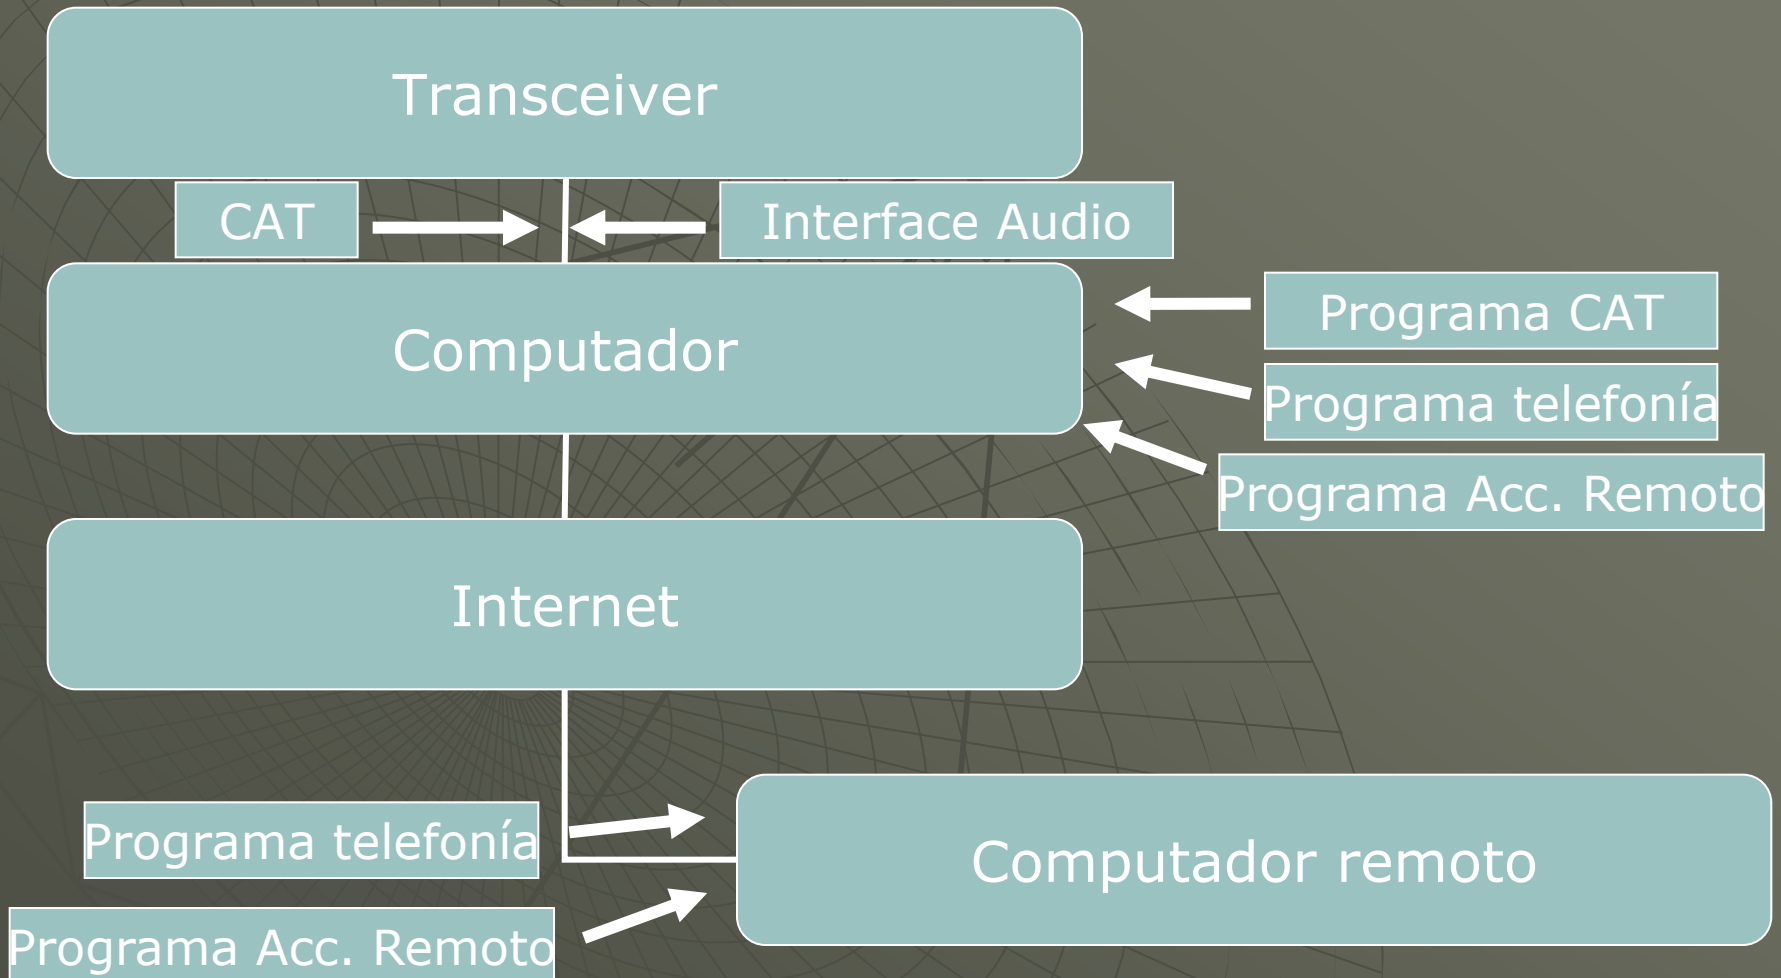 Transceiver
CAT
Interface Audio
Computador
Programa CAT
Programa telefonía
Programa Acc. Remoto
Internet
Programa telefonía
Computador remoto
Programa Acc. Remoto